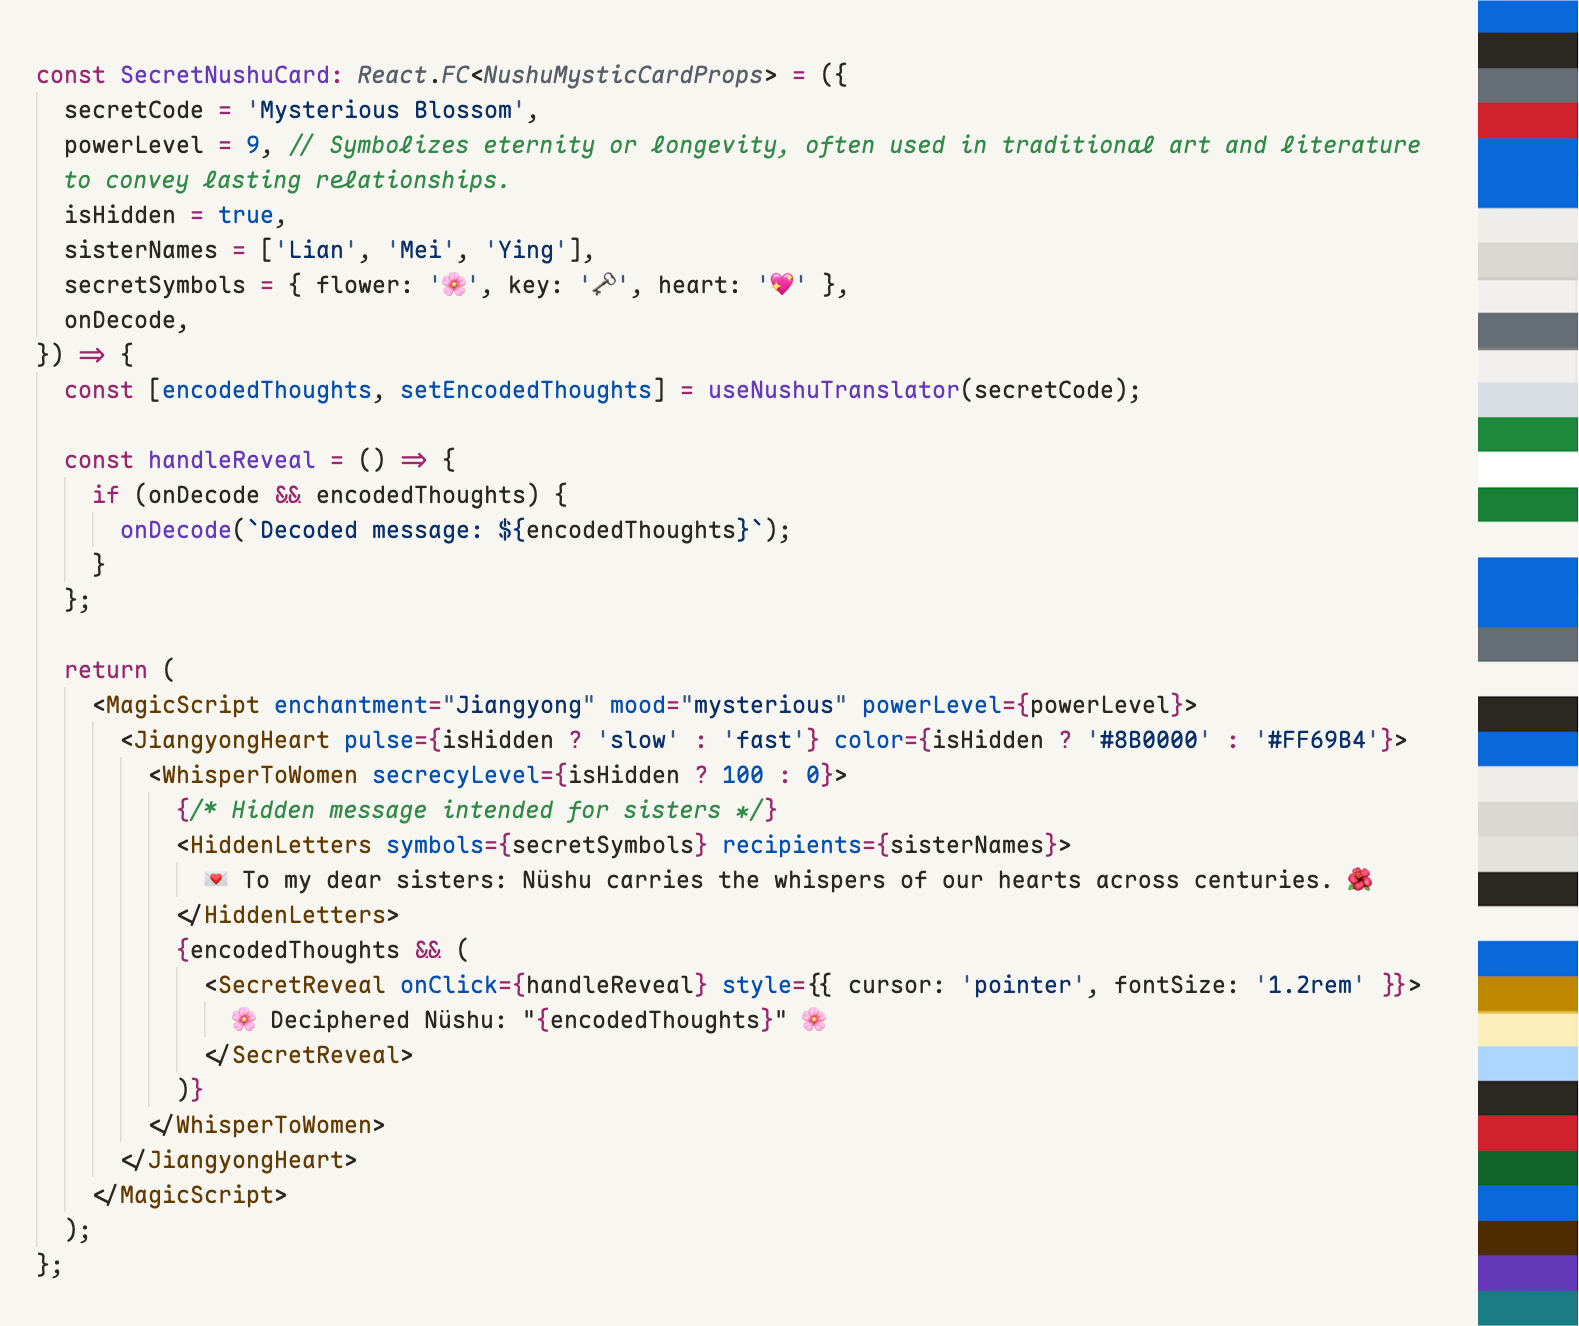 const SecretNushuCard: React.FC<NushuMysticCardProps> = ({
  secretCode = 'Mysterious Blossom',
  powerLevel = 9, // Symbolizes eternity or longevity, often used in traditional art and literature
  to convey lasting relationships.
  isHidden = true,
  sisterNames = ['Lian', 'Mei', 'Ying'],
  secretSymbols = { flower: '🌸', key: '🗝️', heart: '💖' },
  onDecode,
}) => {
  const [encodedThoughts, setEncodedThoughts] = useNushuTranslator(secretCode);

  const handleReveal = () => {
    if (onDecode && encodedThoughts) {
      onDecode(`Decoded message: ${encodedThoughts}`);
    }
  };

  return (
    <MagicScript enchantment="Jiangyong" mood="mysterious" powerLevel={powerLevel}>
      <JiangyongHeart pulse={isHidden ? 'slow' : 'fast'} color={isHidden ? '#8B0000' : '#FF69B4'}>
        <WhisperToWomen secrecyLevel={isHidden ? 100 : 0}>
          {/* Hidden message intended for sisters */}
          <HiddenLetters symbols={secretSymbols} recipients={sisterNames}>
            💌 To my dear sisters: Nüshu carries the whispers of our hearts across centuries. 🌺
          </HiddenLetters>
          {encodedThoughts && (
            <SecretReveal onClick={handleReveal} style={{ cursor: 'pointer', fontSize: '1.2rem' }}>
              🌸 Deciphered Nüshu: "{encodedThoughts}" 🌸
            </SecretReveal>
          )}
        </WhisperToWomen>
      </JiangyongHeart>
    </MagicScript>
  );
};